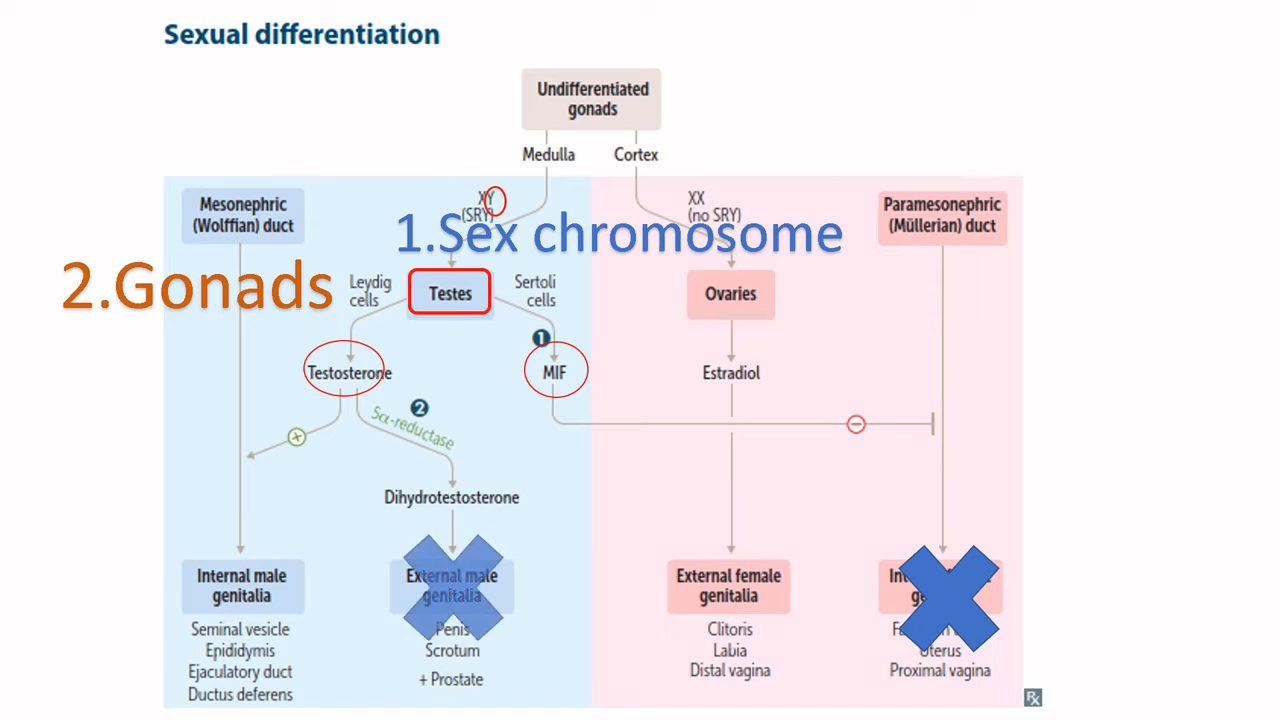 Sexual differentiation
Undifferentiated
gonads
Medulla
Cortex
Mesonephric
(Wolffian) duct
XY
(SRY)
XX
(no SRY)
Paramesonephric
(Müllerian) duct
1.Sex chromosome
2.Gonads
Leydig
cells
Testes
Sertoli
cells
Ovaries
1
Testosterone
MIF
Estradiol
2
5α-reductase
+
−
Dihydrotestosterone
Internal male
genitalia
External male
genitalia
External female
genitalia
Seminal vesicle
Epididymis
Ejaculatory duct
Ductus deferens
Penis
Scrotum
+ Prostate
Clitoris
Labia
Distal vagina
Uterus
Proximal vagina
Rx